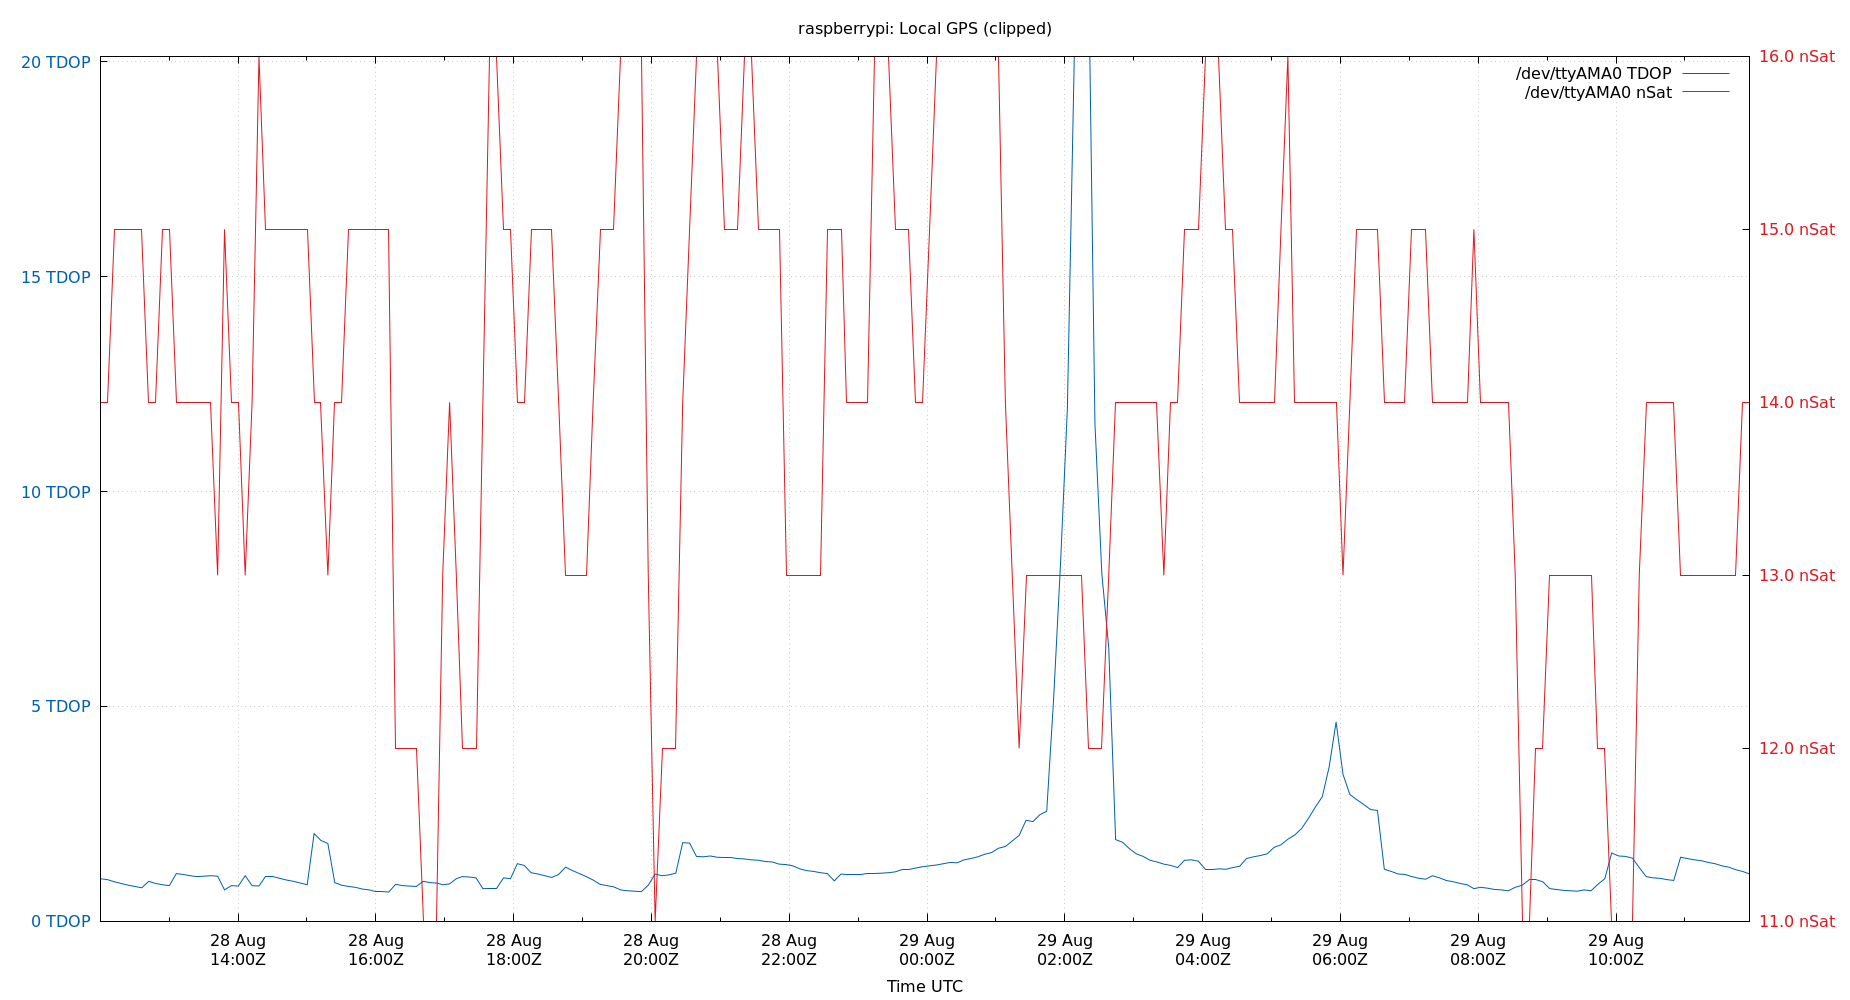 raspberrypi: Local GPS (clipped)
20 TDOP
15 TDOP
10 TDOP
5 TDOP
0 TDOP
/dev/ttyAMA0 TDOP
/dev/ttyAMA0 nSat
16.0 nSat
15.0 nSat
14.0 nSat
13.0 nSat
12.0 nSat
11.0 nSat
28 Aug
14:00Z
28 Aug
16:00Z
28 Aug
18:00Z
28 Aug
20:00Z
28 Aug
22:00Z
29 Aug
00:00Z
29 Aug
02:00Z
29 Aug
04:00Z
29 Aug
06:00Z
29 Aug
08:00Z
29 Aug
10:00Z
Time UTC